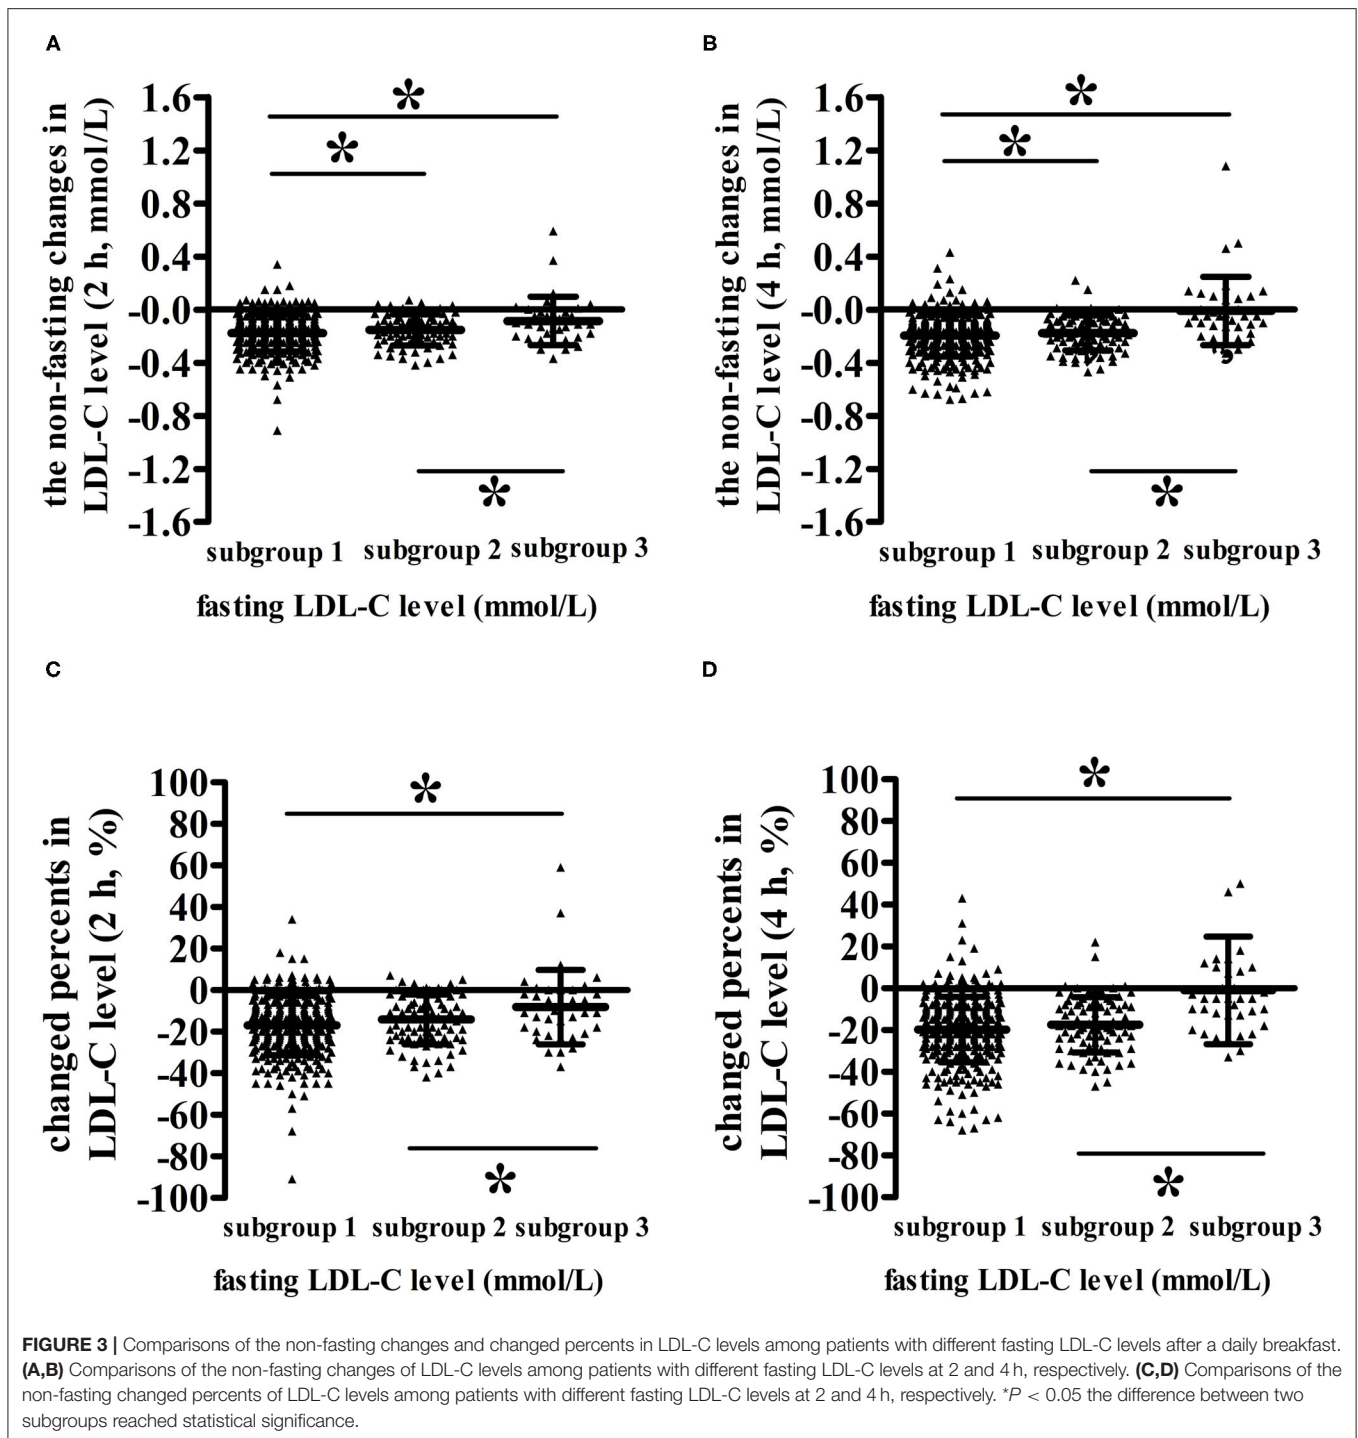 A
the non-fasting changes in
LDL-C level (2 h, mmol/L)
1.6
1.2
0.8
0.4
-0.0
-0.4
-0.8
-1.2
-1.6
*
*
*
subgroup 1 subgroup 2 subgroup 3
fasting LDL-C level (mmol/L)
B
the non-fasting changes in
LDL-C level (4 h, mmol/L)
1.6
1.2
0.8
0.4
-0.0
-0.4
-0.8
-1.2
-1.6
*
*
*
subgroup 1 subgroup 2 subgroup 3
fasting LDL-C level (mmol/L)
C
changed percents in
LDL-C level (2 h, %)
100
80
60
40
20
0
-20
-40
-60
-80
-100
*
*
subgroup 1 subgroup 2 subgroup 3
fasting LDL-C level (mmol/L)
D
changed percents in
LDL-C level (4 h, %)
100
80
60
40
20
0
-20
-40
-60
-80
-100
*
*
subgroup 1 subgroup 2 subgroup 3
fasting LDL-C level (mmol/L)
FIGURE 3 | Comparisons of the non-fasting changes and changed percents in LDL-C levels among patients with different fasting LDL-C levels after a daily breakfast.
(A,B) Comparisons of the non-fasting changes of LDL-C levels among patients with different fasting LDL-C levels at 2 and 4 h, respectively. (C,D) Comparisons of the
non-fasting changed percents of LDL-C levels among patients with different fasting LDL-C levels at 2 and 4 h, respectively. *P < 0.05 the difference between two
subgroups reached statistical significance.